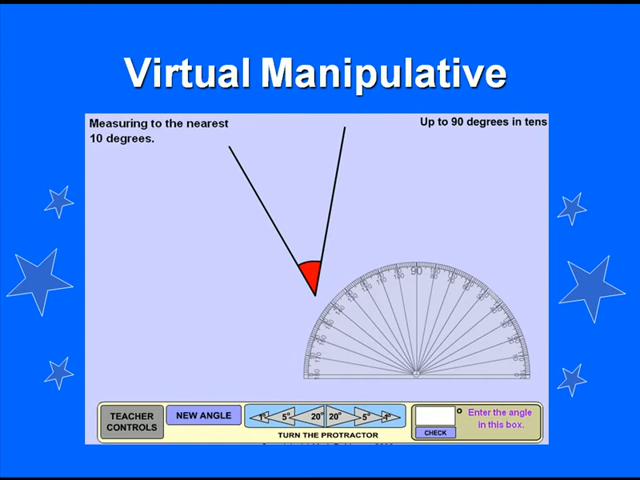 Virtual Manipulative
Measuring to the nearest
10 degrees.
Up to 90 degrees in tens
90
TEACHER
CONTROLS
NEW ANGLE
1° 5° 20° 20° 5° 1°
TURN THE PROTRACTOR
°
Enter the angle
in this box.
CHECK